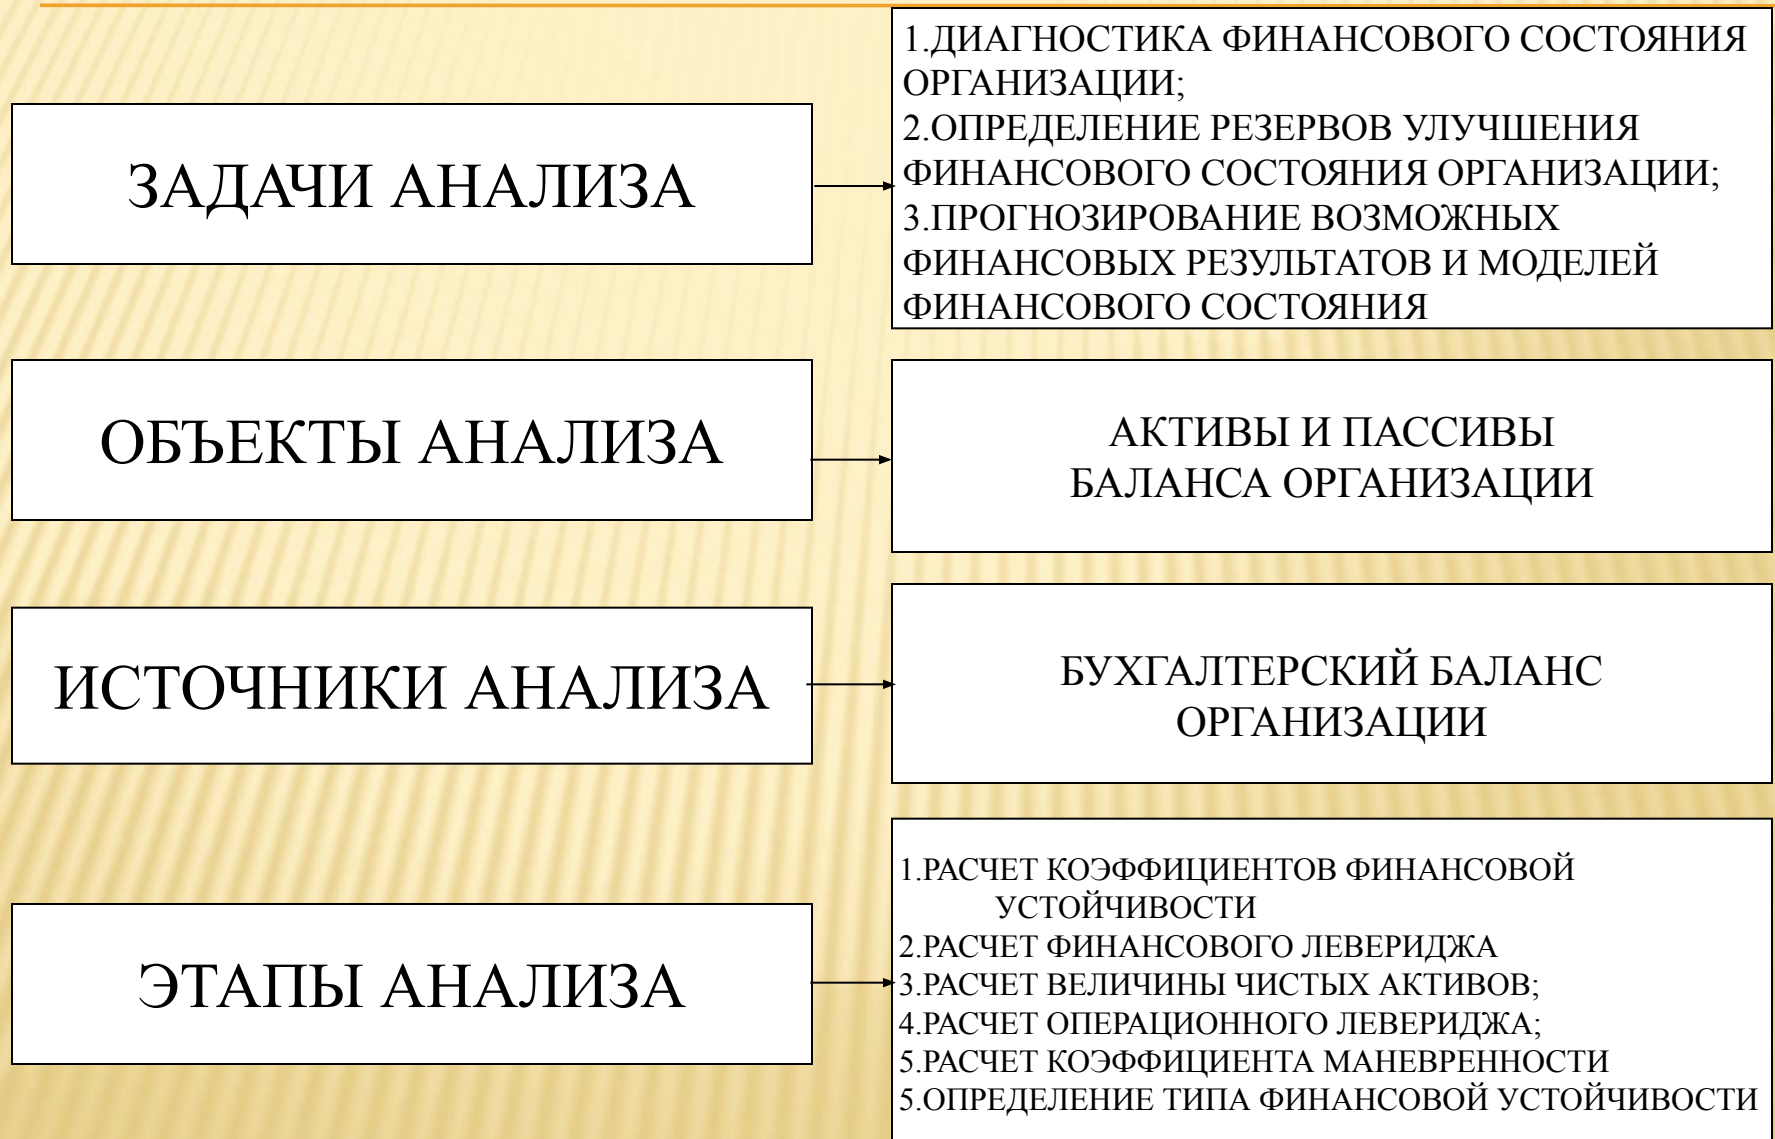 ЗАДАЧИ АНАЛИЗА
1.ДИАГНОСТИКА ФИНАНСОВОГО СОСТОЯНИЯ
ОРГАНИЗАЦИИ;
2.ОПРЕДЕЛЕНИЕ РЕЗЕРВОВ УЛУЧШЕНИЯ
ФИНАНСОВОГО СОСТОЯНИЯ ОРГАНИЗАЦИИ;
3.ПРОГНОЗИРОВАНИЕ ВОЗМОЖНЫХ
ФИНАНСОВЫХ РЕЗУЛЬТАТОВ И МОДЕЛЕЙ
ФИНАНСОВОГО СОСТОЯНИЯ
ОБЪЕКТЫ АНАЛИЗА
АКТИВЫ И ПАССИВЫ
БАЛАНСА ОРГАНИЗАЦИИ
ИСТОЧНИКИ АНАЛИЗА
БУХГАЛТЕРСКИЙ БАЛАНС
ОРГАНИЗАЦИИ
ЭТАПЫ АНАЛИЗА
1.РАСЧЕТ КОЭФФИЦИЕНТОВ ФИНАНСОВОЙ
УСТОЙЧИВОСТИ
2.РАСЧЕТ ФИНАНСОВОГО ЛЕВЕРИДЖА
3.РАСЧЕТ ВЕЛИЧИНЫ ЧИСТЫХ АКТИВОВ;
4.РАСЧЕТ ОПЕРАЦИОННОГО ЛЕВЕРИДЖА;
5.РАСЧЕТ КОЭФФИЦИЕНТА МАНЕВРЕННОСТИ
5.ОПРЕДЕЛЕНИЕ ТИПА ФИНАНСОВОЙ УСТОЙЧИВОСТИ